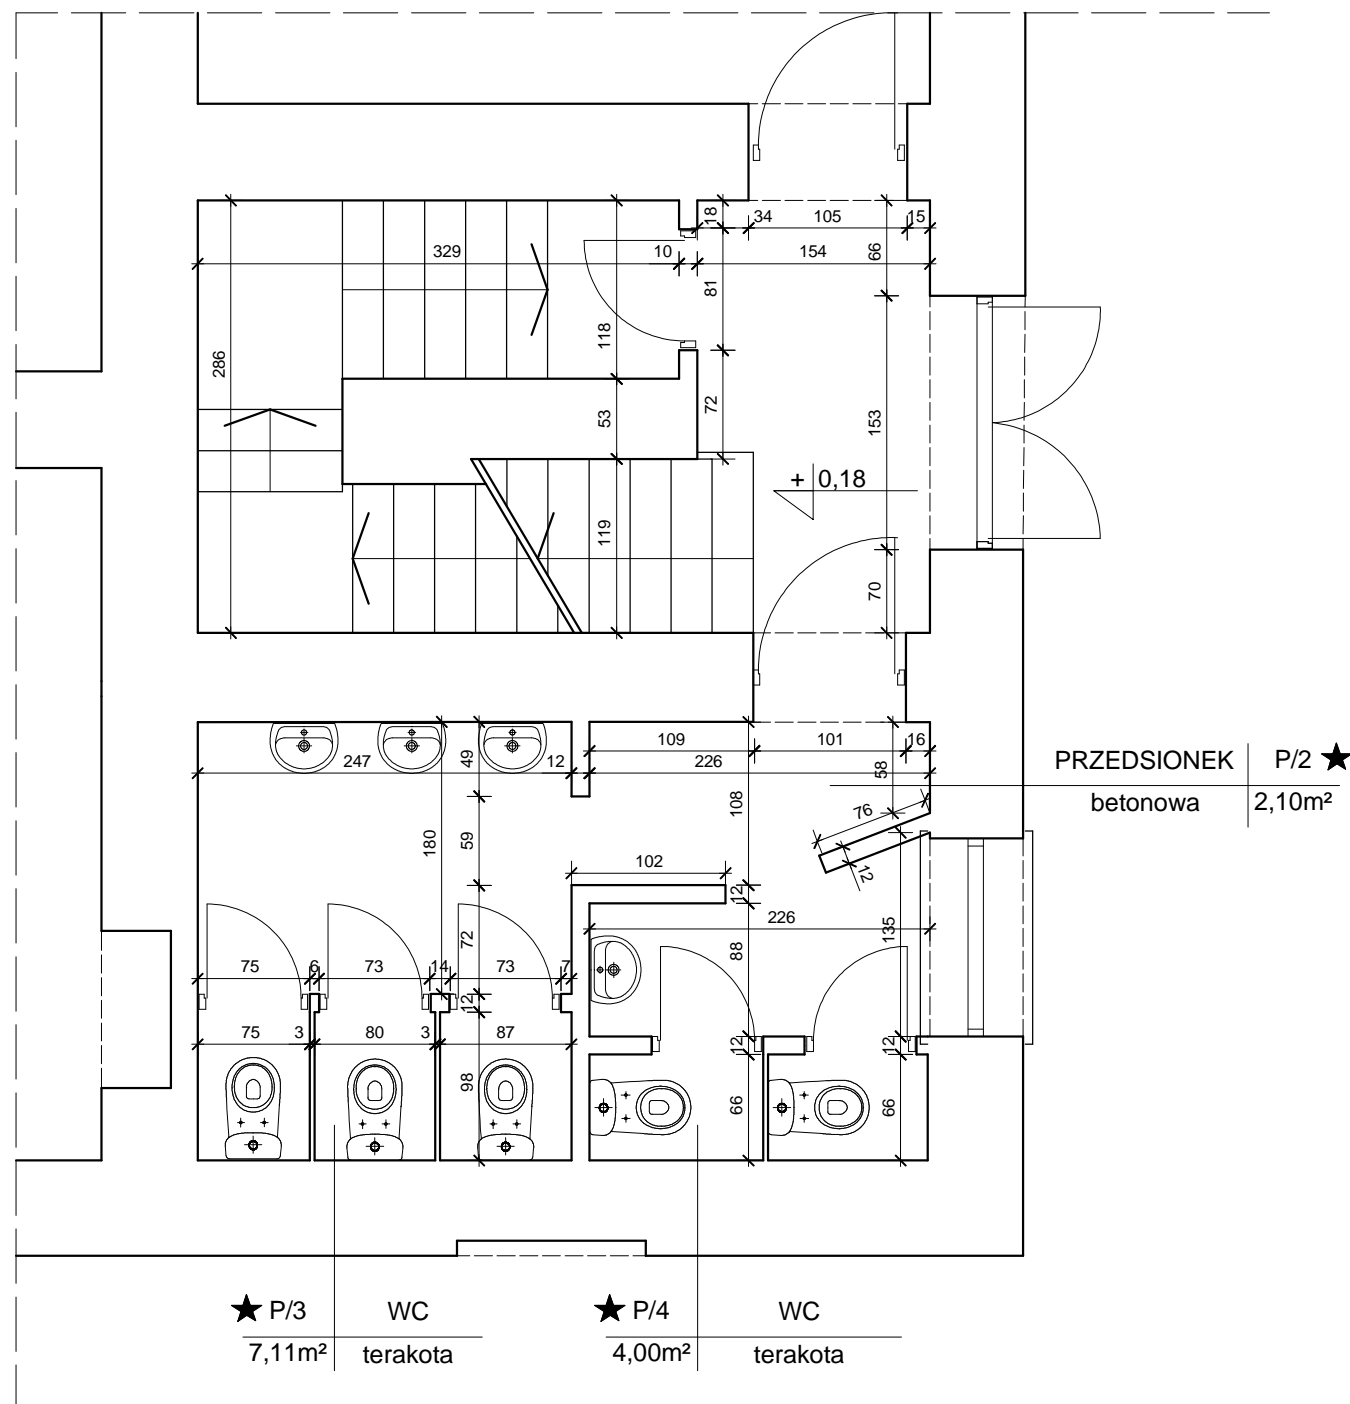 18
34 105 15
66
329 10 154
81
118
286
72
53
153
+ 0,18
119
70
109 101 16
49
247 12 226
58
PRZEDSIONEK P/2 ★
betonowa 2,10m²
108
76
180
59
102
12
12
226
135
88
72
75 6 73 14 73 7
12
75 3 80 3 87
12
12
98
66
66
★ P/3 WC
7,11m² terakota
★ P/4 WC
4,00m² terakota